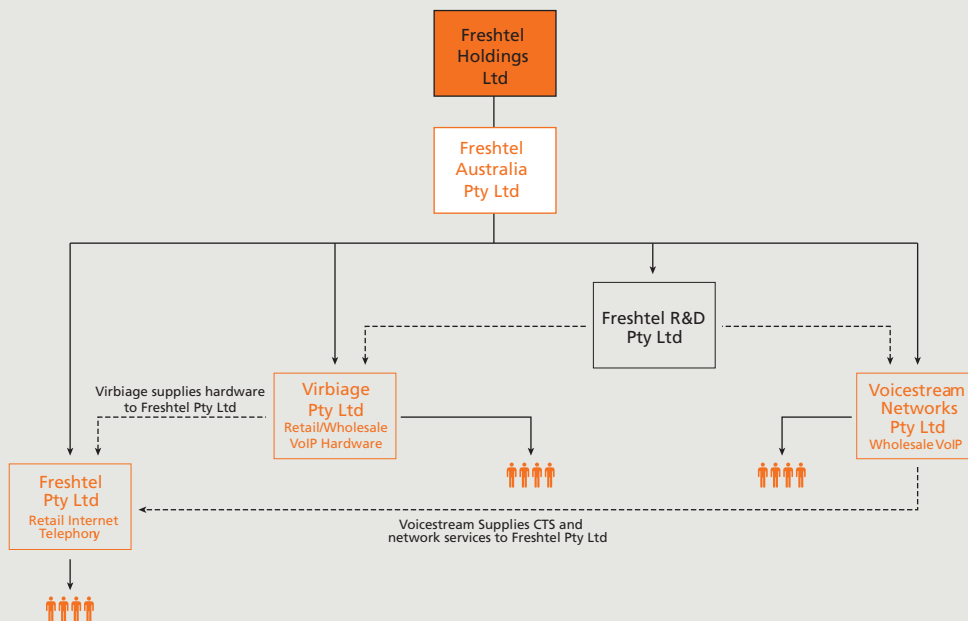 Freshtel
Holdings
Ltd
Freshtel
Australia
Pty Ltd
Freshtel R&D
Pty Ltd
Virbiage supplies hardware
to Freshtel Pty Ltd
Virbiage
Pty Ltd
Retail/Wholesale
VoIP Hardware
Voicestream
Networks
Pty Ltd
Wholesale VoIP
Freshtel
Pty Ltd
Retail Internet
Telephory
Voicestream Supplies CTS and
network services to Freshtel Pty Ltd